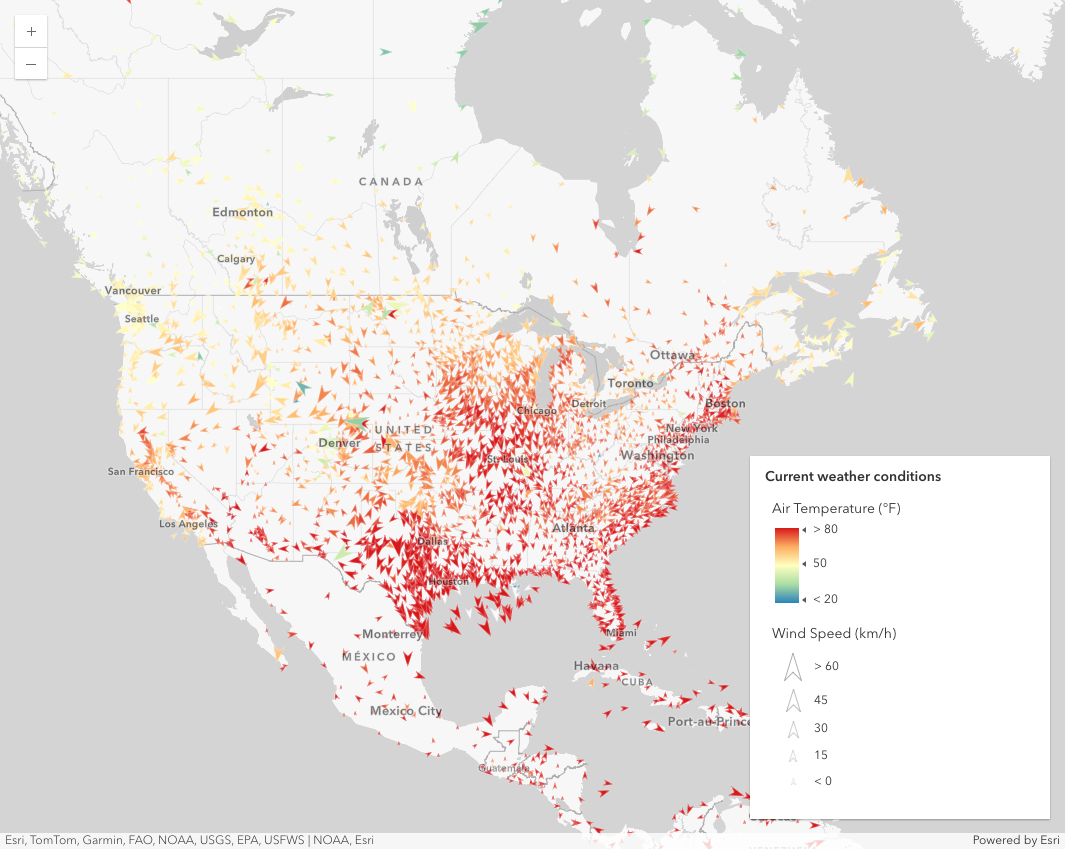 +
−
CANADA
Edmonton
Calgary
Vancouver
Seattle
Ottawa
Toronto
Boston
Detroit
Chicago
New York
Philadelphia
UNITED
STATES
Denver
Washington
St. Louis
San Francisco
Los Angeles
Atlanta
Dallas
Houston
Monterrey
Miami
MÉXICO
Havana
CUBA
Mexico City
Port-au-Prince
Guatemala
Current weather conditions
Air Temperature (°F)
> 80
50
< 20
Wind Speed (km/h)
> 60
45
30
15
< 0
Esri, TomTom, Garmin, FAO, NOAA, USGS, EPA, USFWS | NOAA, Esri
Powered by Esri